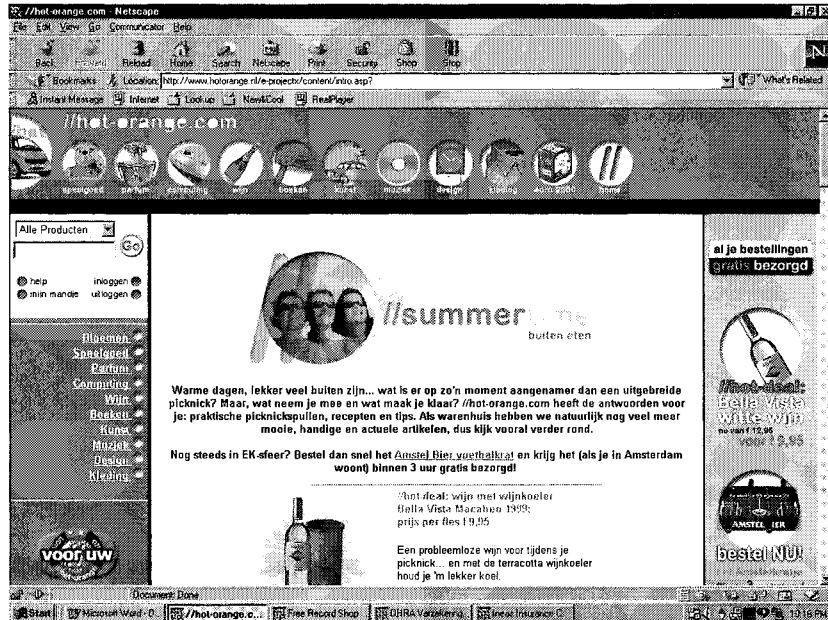 //hot-orange.com - Netscape
File Edit View Go Communicator Help
Back Forward Reload Home Search Netscape Print Security Shop Stop
Bookmarks Location: http://www.hotorange.nl/e-projectx/content/intro.asp? What's Related
Instant Message Internet Lookup New&Cool RealPlayer
//hot-orange.com
speelgoed parfum computing wijn boeken kunst muziek design kleding home
Alle Producten
Go
help inloggen
mijn mandje uitloggen
Bloemen
Speelgoed
Parfum
Computing
Wijn
Boeken
Kunst
Muziek
Design
Kleding
voor uw
//summertime
buiten eten
Warme dagen, lekker veel buiten zijn... wat is er op zo'n moment aangenamer dan een uitgebreide
picknick? Maar, wat neem je mee en wat maak je klaar? //hot-orange.com heeft de antwoorden voor
je: praktische picknickspullen, recepten en tips. Als warenhuis hebben we natuurlijk nog veel meer
mooie, handige en actuele artikelen, dus kijk vooral verder rond.
Nog steeds in EK-sfeer? Bestel dan snel het Amstel Bier voetbalkrat en krijg het (als je in Amsterdam
woont) binnen 3 uur gratis bezorgd!
//hot-deal: wijn met wijnkoeler
Bella Vista Macabeo 1999;
prijs per fles f 9,95
Een probleemloze wijn voor tijdens je
picknick... en met de terracotta wijnkoeler
houd je 'm lekker koel.
al je bestellingen
gratis bezorgd
//hot-deal:
Bella Vista
witte wijn
nu van f 12,95
voor f 9,95
AMSTEL BIER
bestel NU!
Document: Done
Start Microsoft Word - D... //hot-orange.c... Free Record Shop 10:16 PM